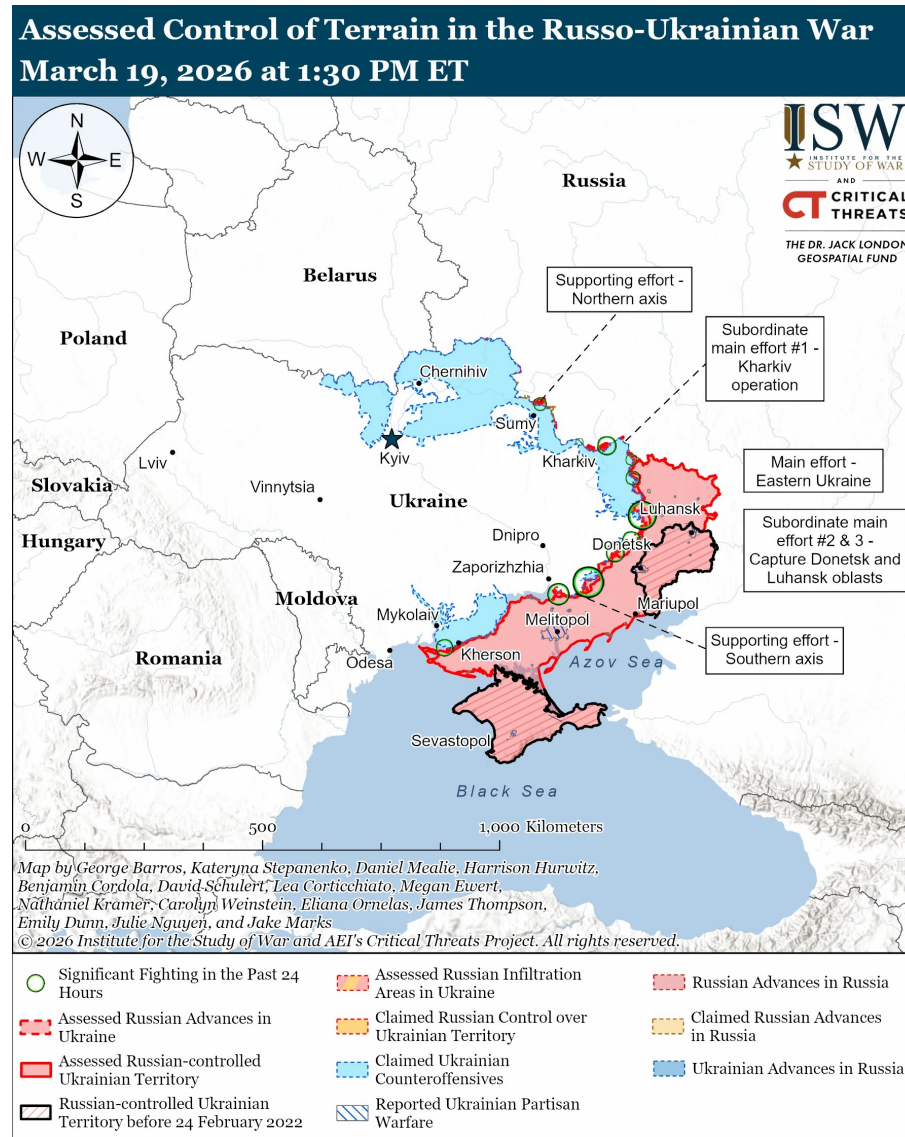 Assessed Control of Terrain in the Russo-Ukrainian War
March 19, 2026 at 1:30 PM ET
N
W
E
S
ISW
INSTITUTE FOR THE
STUDY OF WAR
AND
CT CRITICAL
THREATS
THE DR. JACK LONDON
GEOSPATIAL FUND
Russia
Belarus
Poland
Supporting effort -
Northern axis
Subordinate
main effort #1 -
Kharkiv
operation
Chernihiv
Sumy
Kyiv
Kharkiv
Lviv
Main effort -
Eastern Ukraine
Slovakia
Vinnytsia
Ukraine
Luhansk
Subordinate main
effort #2 & 3 -
Capture Donetsk and
Luhansk oblasts
Hungary
Dnipro
Donetsk
Zaporizhzhia
Moldova
Mariupol
Mykolaiv
Melitopol
Supporting effort -
Southern axis
Romania
Odesa
Kherson
Azov Sea
Sevastopol
Black Sea
0
500
1,000 Kilometers
Map by George Barros, Kateryna Stepanenko, Daniel Mealie, Harrison Hurwitz,
Benjamin Cordola, David Schulert, Lea Corticchiato, Megan Ewert,
Nathaniel Kramer, Carolyn Weinstein, Eliana Ornelas, James Thompson,
Emily Dunn, Julie Nguyen, and Jake Marks
© 2026 Institute for the Study of War and AEI's Critical Threats Project. All rights reserved.
Significant Fighting in the Past 24
Hours
Assessed Russian Advances in
Ukraine
Assessed Russian-controlled
Ukrainian Territory
Russian-controlled Ukrainian
Territory before 24 February 2022
Assessed Russian Infiltration
Areas in Ukraine
Claimed Russian Control over
Ukrainian Territory
Claimed Ukrainian
Counteroffensives
Reported Ukrainian Partisan
Warfare
Russian Advances in Russia
Claimed Russian Advances
in Russia
Ukrainian Advances in Russia